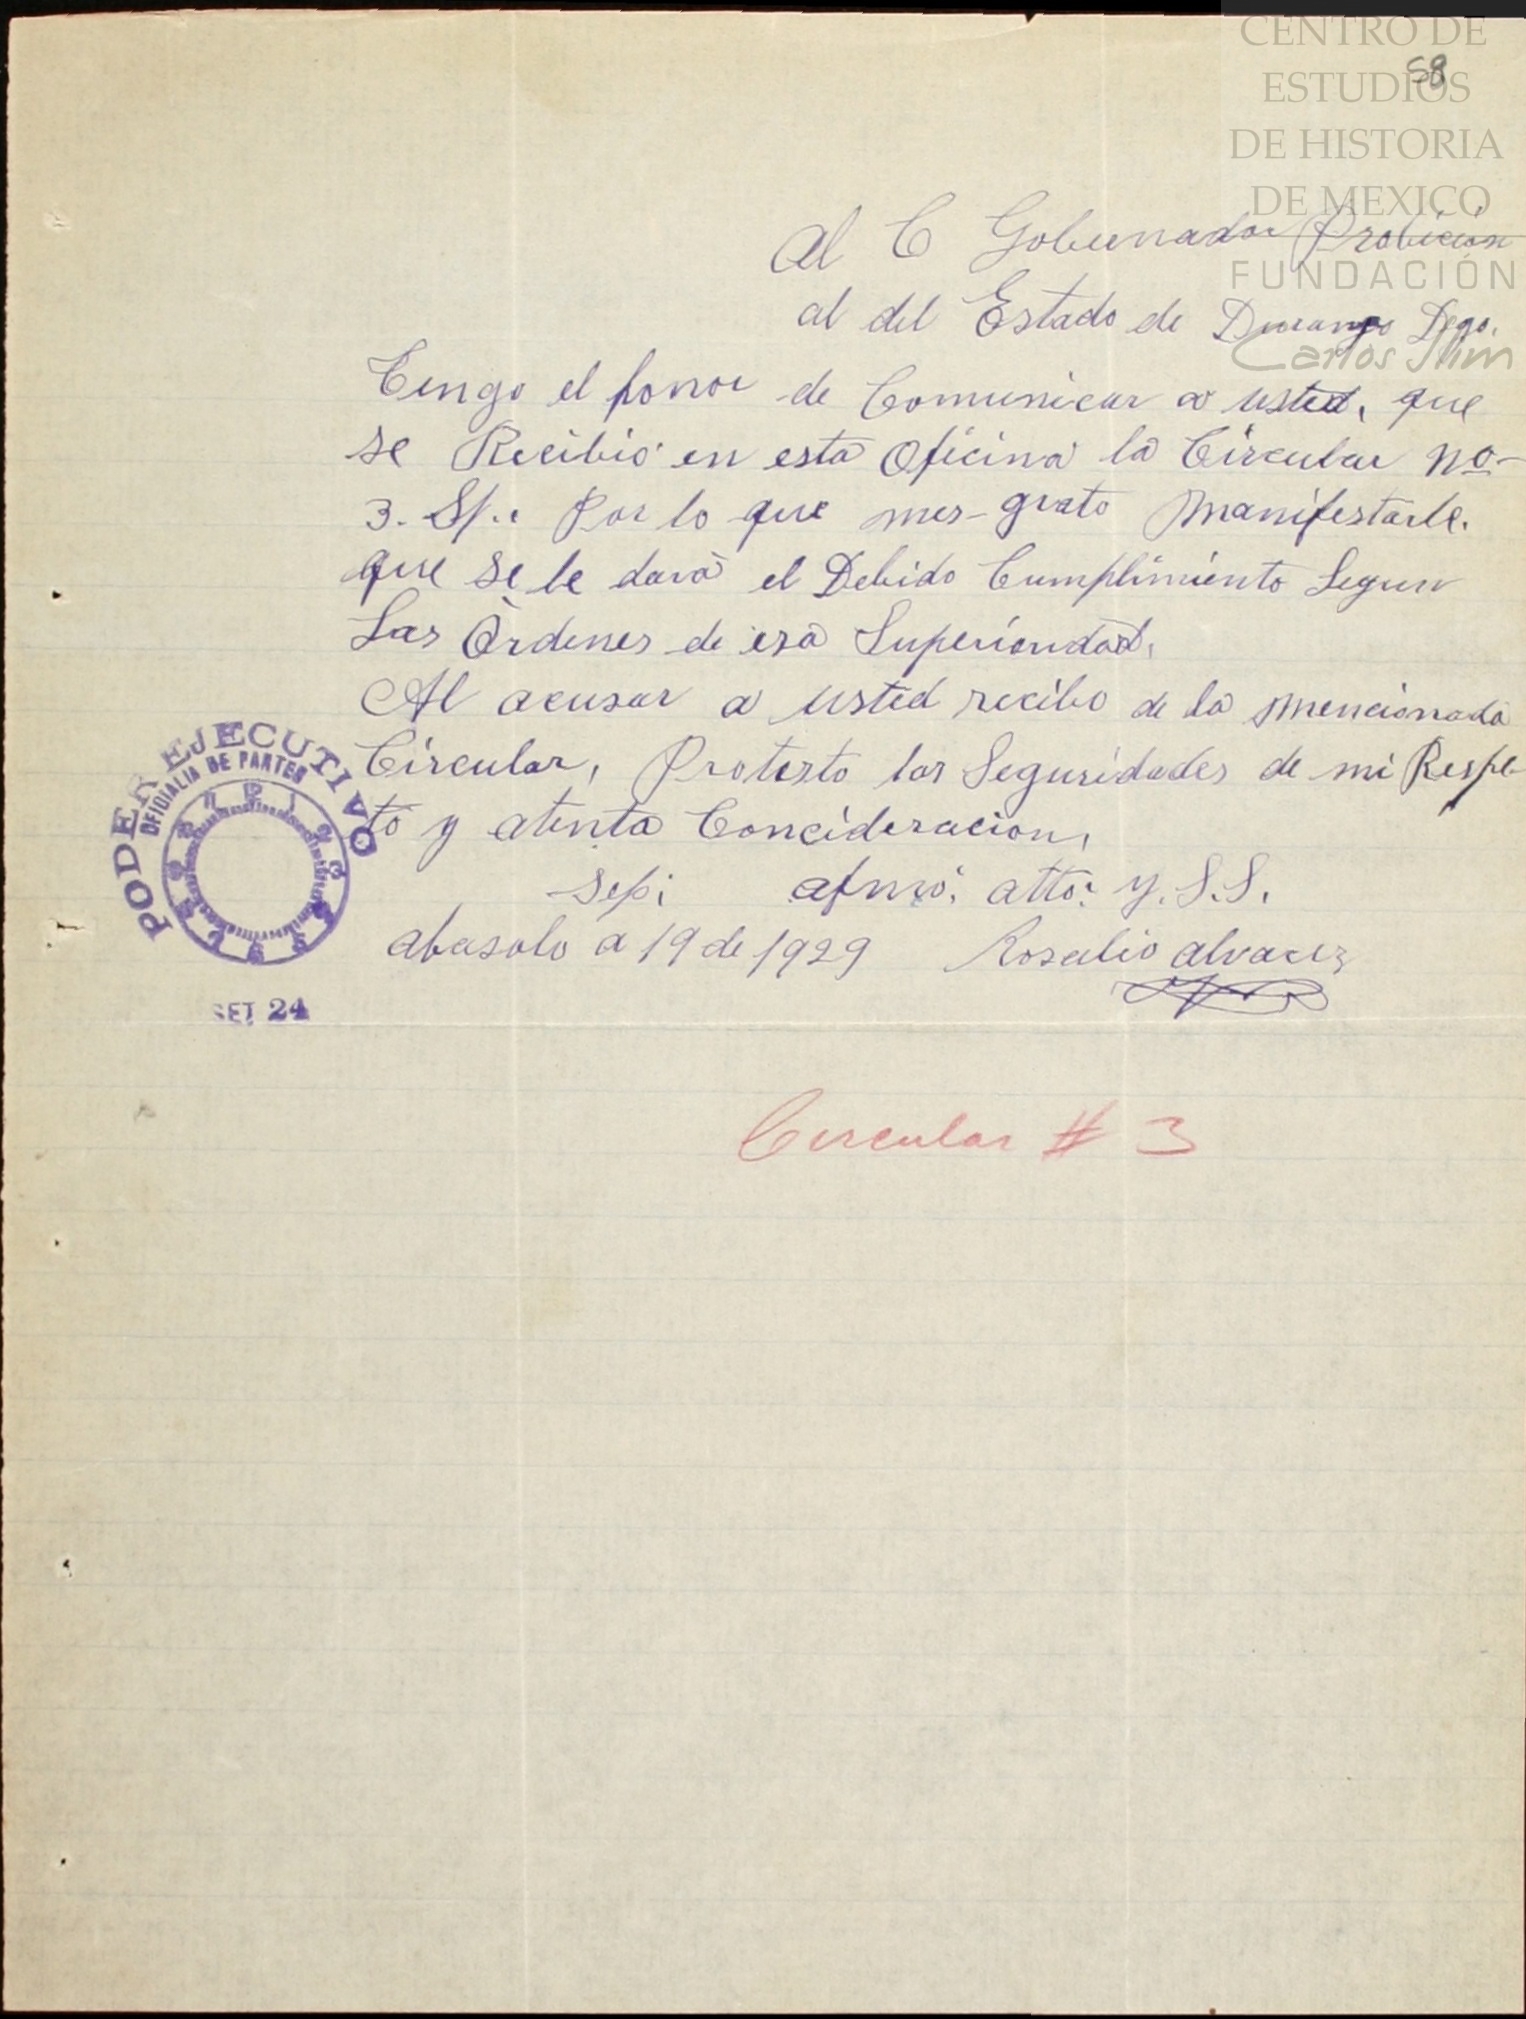 CENTRO DE
ESTUDIOS
DE HISTORIA
DE MEXICO
FUNDACIÓN
Carlos Slim
58
Al C Gobernador Probicion
al del Estado de Durango Dgo.
Tengo el honor de Comunicar a usted, que
se Recibió en esta Oficina la Circular No-
3. Sp.. Por lo que mes-grato Manifestarle.
que se le dará el Debido Cumplimiento Segun
Las Òrdenes de esa Superioridad.
Al acusar a usted recibo de la Mencionada
Circular, Protesto las Seguridades de mi Respe-
to y atenta Concideracion,
Sep; afmo. atto. y. S.S.
Abasolo a 19 de 1929 Rosalio Alvarez
PODER EJECUTIVO
OFICIALIA DE PARTES
SET 24
Circular # 3